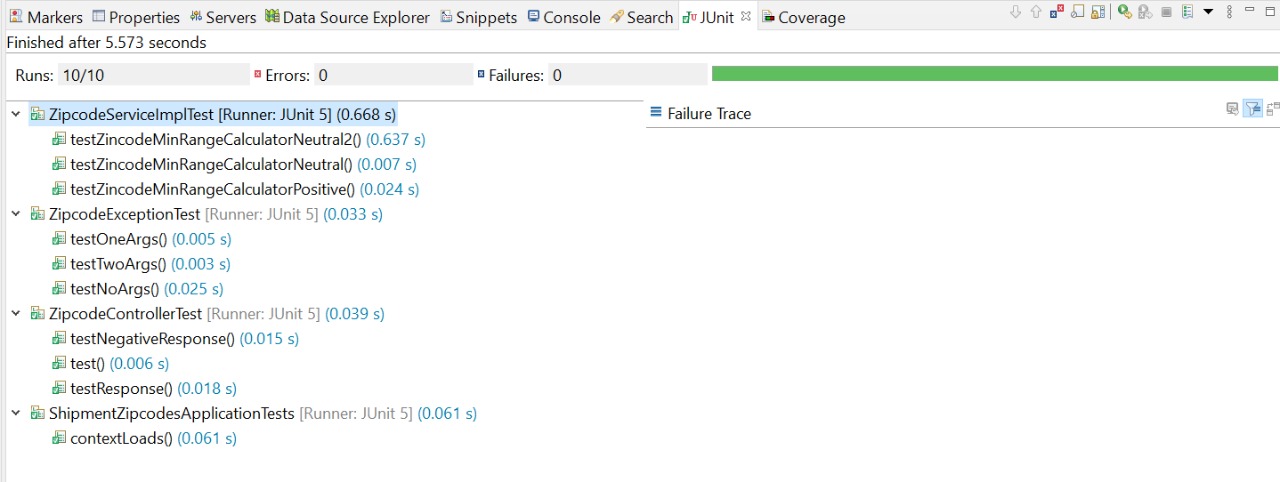 Markers Properties Servers Data Source Explorer Snippets Console Search JUnit Coverage
Finished after 5.573 seconds
Runs: 10/10 Errors: 0 Failures: 0
ZipcodeServiceImplTest [Runner: JUnit 5] (0.668 s)
Failure Trace
testZincodeMinRangeCalculatorNeutral2() (0.637 s)
testZincodeMinRangeCalculatorNeutral() (0.007 s)
testZincodeMinRangeCalculatorPositive() (0.024 s)
ZipcodeExceptionTest [Runner: JUnit 5] (0.033 s)
testOneArgs() (0.005 s)
testTwoArgs() (0.003 s)
testNoArgs() (0.025 s)
ZipcodeControllerTest [Runner: JUnit 5] (0.039 s)
testNegativeResponse() (0.015 s)
test() (0.006 s)
testResponse() (0.018 s)
ShipmentZipcodesApplicationTests [Runner: JUnit 5] (0.061 s)
contextLoads() (0.061 s)